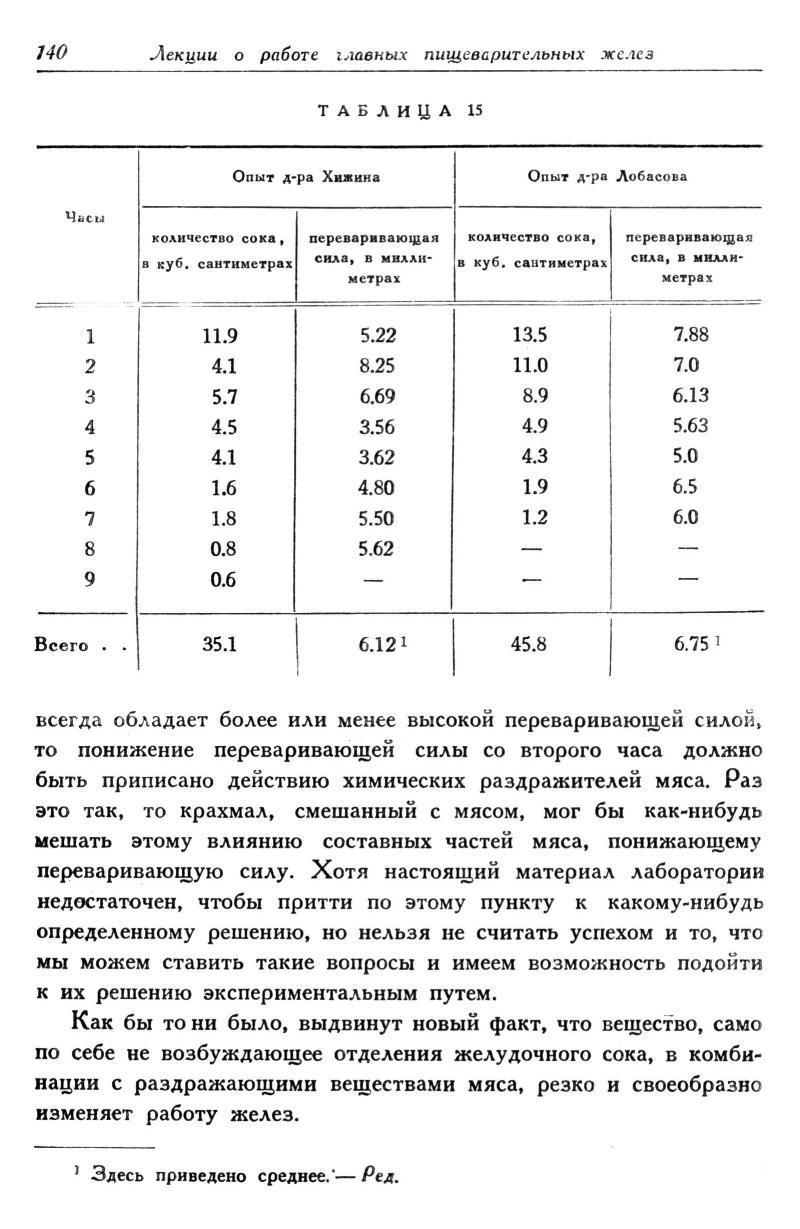 140 Лекции о работе главных пищеварительных желез
ТАБЛИЦА 15
Часы
Опыт д-ра Хижина Опыт д-ра Лобасова
количество сока, переваривающая количество сока, переваривающая
в куб. сантиметрах сила, в милли- в куб. сантиметрах сила, в милли-
метрах метрах
1 11.9 5.22 13.5 7.88
2 4.1 8.25 11.0 7.0
3 5.7 6.69 8.9 6.13
4 4.5 3.56 4.9 5.63
5 4.1 3.62 4.3 5.0
6 1.6 4.80 1.9 6.5
7 1.8 5.50 1.2 6.0
8 0.8 5.62 — —
9 0.6 — — —
Всего . . 35.1 6.12 ¹ 45.8 6.75 ¹
всегда обладает более или менее высокой переваривающей силой,
то понижение переваривающей силы со второго часа должно
быть приписано действию химических раздражителей мяса. Раз
это так, то крахмал, смешанный с мясом, мог бы как-нибудь
мешать этому влиянию составных частей мяса, понижающему
переваривающую силу. Хотя настоящий материал лаборатории
недостаточен, чтобы притти по этому пункту к какому-нибудь
определенному решению, но нельзя не считать успехом и то, что
мы можем ставить такие вопросы и имеем возможность подойти
к их решению экспериментальным путем.
Как бы то ни было, выдвинут новый факт, что вещество, само
по себе не возбуждающее отделения желудочного сока, в комби-
нации с раздражающими веществами мяса, резко и своеобразно
изменяет работу желез.
¹ Здесь приведено среднее.— Ред.